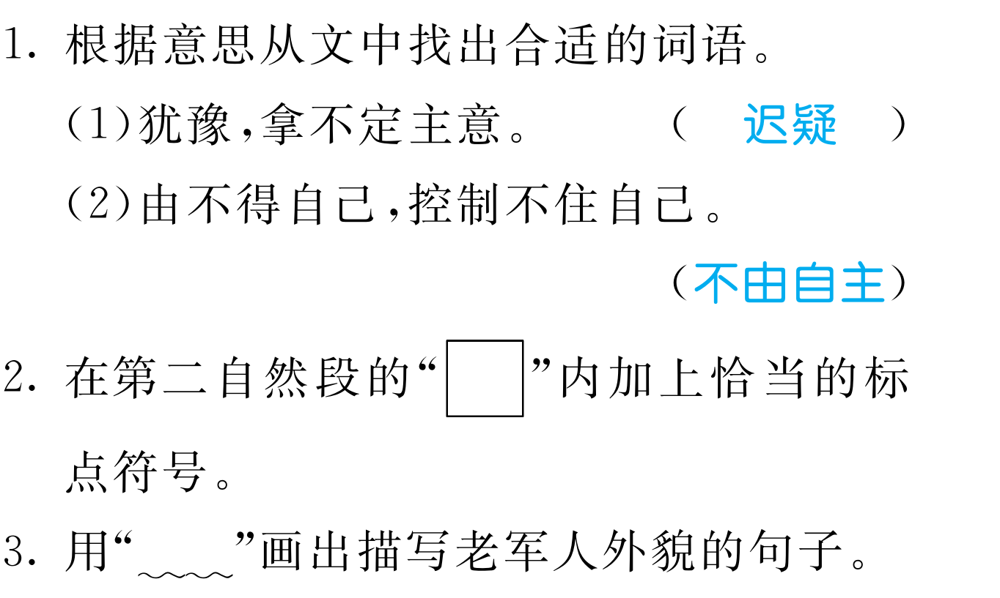 1. 根据意思从文中找出合适的词语。
(1)犹豫,拿不定主意。 ( 迟疑 )
(2)由不得自己,控制不住自己。
(不由自主)
2. 在第二自然段的“□”内加上恰当的标
点符号。
3. 用“﹏﹏”画出描写老军人外貌的句子。